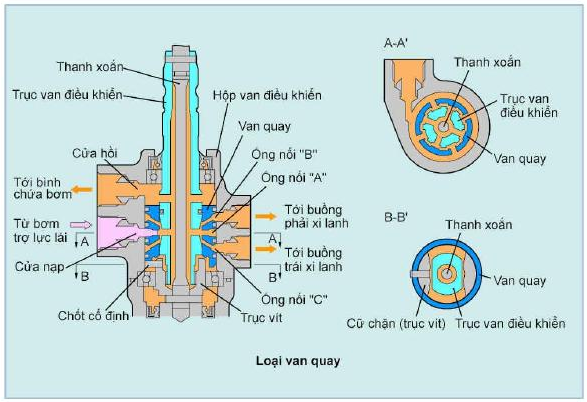 Thanh xoắn
Trục van điều khiển
Hộp van điều khiển
Van quay
Cửa hồi
Ống nối "B"
Ống nối "A"
Tới bình
chứa bơm
Từ bơm
trợ lực lái
A
B
Cửa nạp
Chốt cố định
Tới buồng
phải xi lanh
A
Tới buồng
trái xi lanh
B
Ống nối "C"
Trục vít
A-A'
Thanh xoắn
Trục van
điều khiển
Van quay
B-B'
Thanh xoắn
Van quay
Cữ chặn (trục vít)
Trục van điều khiển
Loại van quay